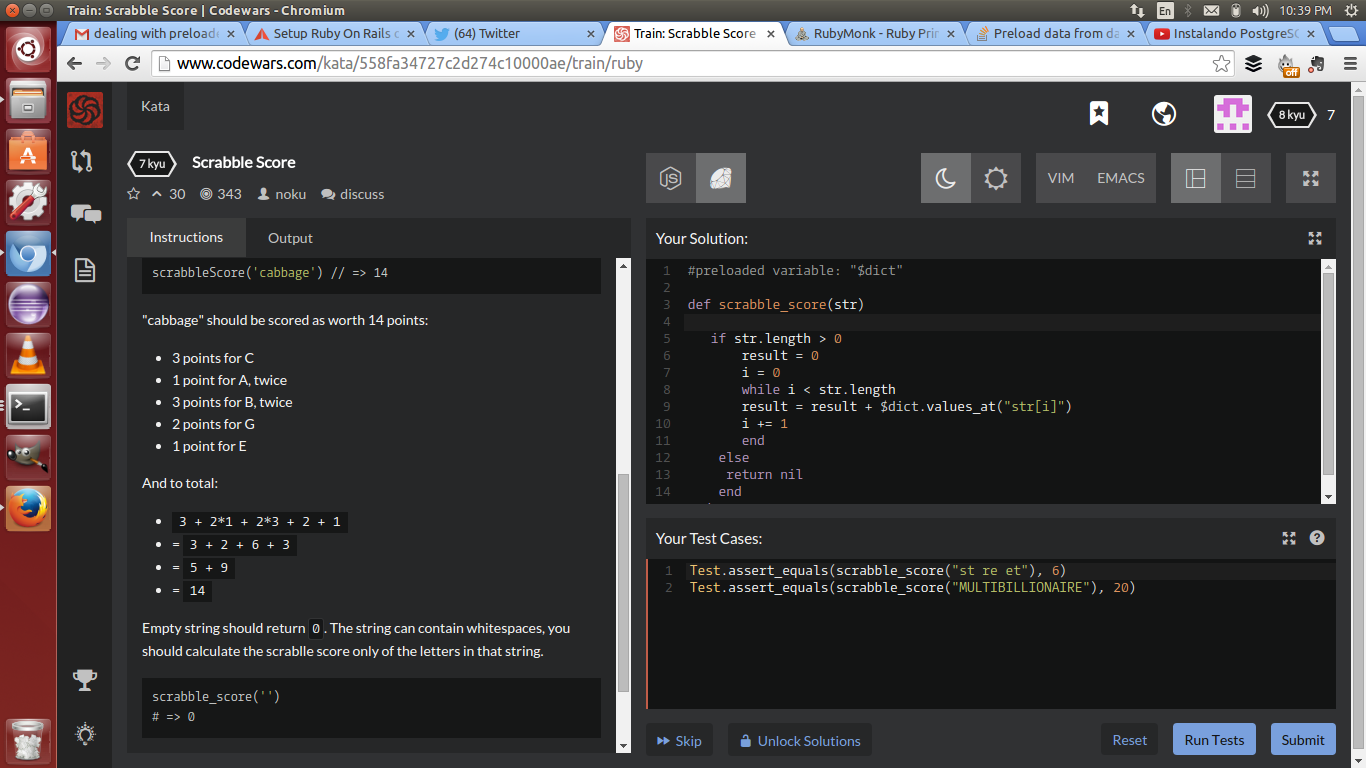 Train: Scrabble Score | Codewars - Chromium
En
10:39 PM
dealing with preloade
Setup Ruby On Rails o
(64) Twitter
Train: Scrabble Score
RubyMonk - Ruby Prir
Preload data from da
Instalando PostgreSQ
www.codewars.com/kata/558fa34727c2d274c10000ae/train/ruby
off
Kata
8 kyu
7
7 kyu
Scrabble Score
30
343
noku
discuss
VIM
EMACS
Instructions
Output
scrabbleScore('cabbage') // => 14
"cabbage" should be scored as worth 14 points:
• 3 points for C
• 1 point for A, twice
• 3 points for B, twice
• 2 points for G
• 1 point for E
And to total:
• 3 + 2*1 + 2*3 + 2 + 1
• = 3 + 2 + 6 + 3
• = 5 + 9
• = 14
Empty string should return 0. The string can contain whitespaces, you
should calculate the scrablle score only of the letters in that string.
scrabble_score('')
# => 0
Your Solution:
1 #preloaded variable: "$dict"
2
3 def scrabble_score(str)
4
5 if str.length > 0
6 result = 0
7 i = 0
8 while i < str.length
9 result = result + $dict.values_at("str[i]")
10 i += 1
11 end
12 else
13 return nil
14 end
Your Test Cases:
?
1 Test.assert_equals(scrabble_score("st re et"), 6)
2 Test.assert_equals(scrabble_score("MULTIBILLIONAIRE"), 20)
Skip
Unlock Solutions
Reset
Run Tests
Submit